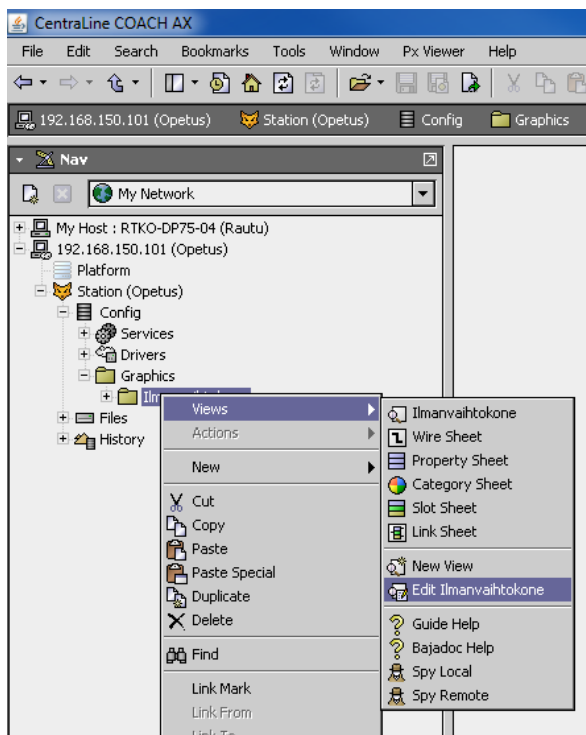 CentraLine COACH AX
File Edit Search Bookmarks Tools Window Px Viewer Help
192.168.150.101 (Opetus) Station (Opetus) Config Graphics
Nav
My Network
My Host : RTKO-DP75-04 (Rautu)
192.168.150.101 (Opetus)
Platform
Station (Opetus)
Config
Services
Drivers
Graphics
Files
History
Views
Actions
New
Cut
Copy
Paste
Paste Special
Duplicate
Delete
Find
Link Mark
Link From
Ilmanvaihtokone
Wire Sheet
Property Sheet
Category Sheet
Slot Sheet
Link Sheet
New View
Edit Ilmanvaihtokone
Guide Help
Bajadoc Help
Spy Local
Spy Remote